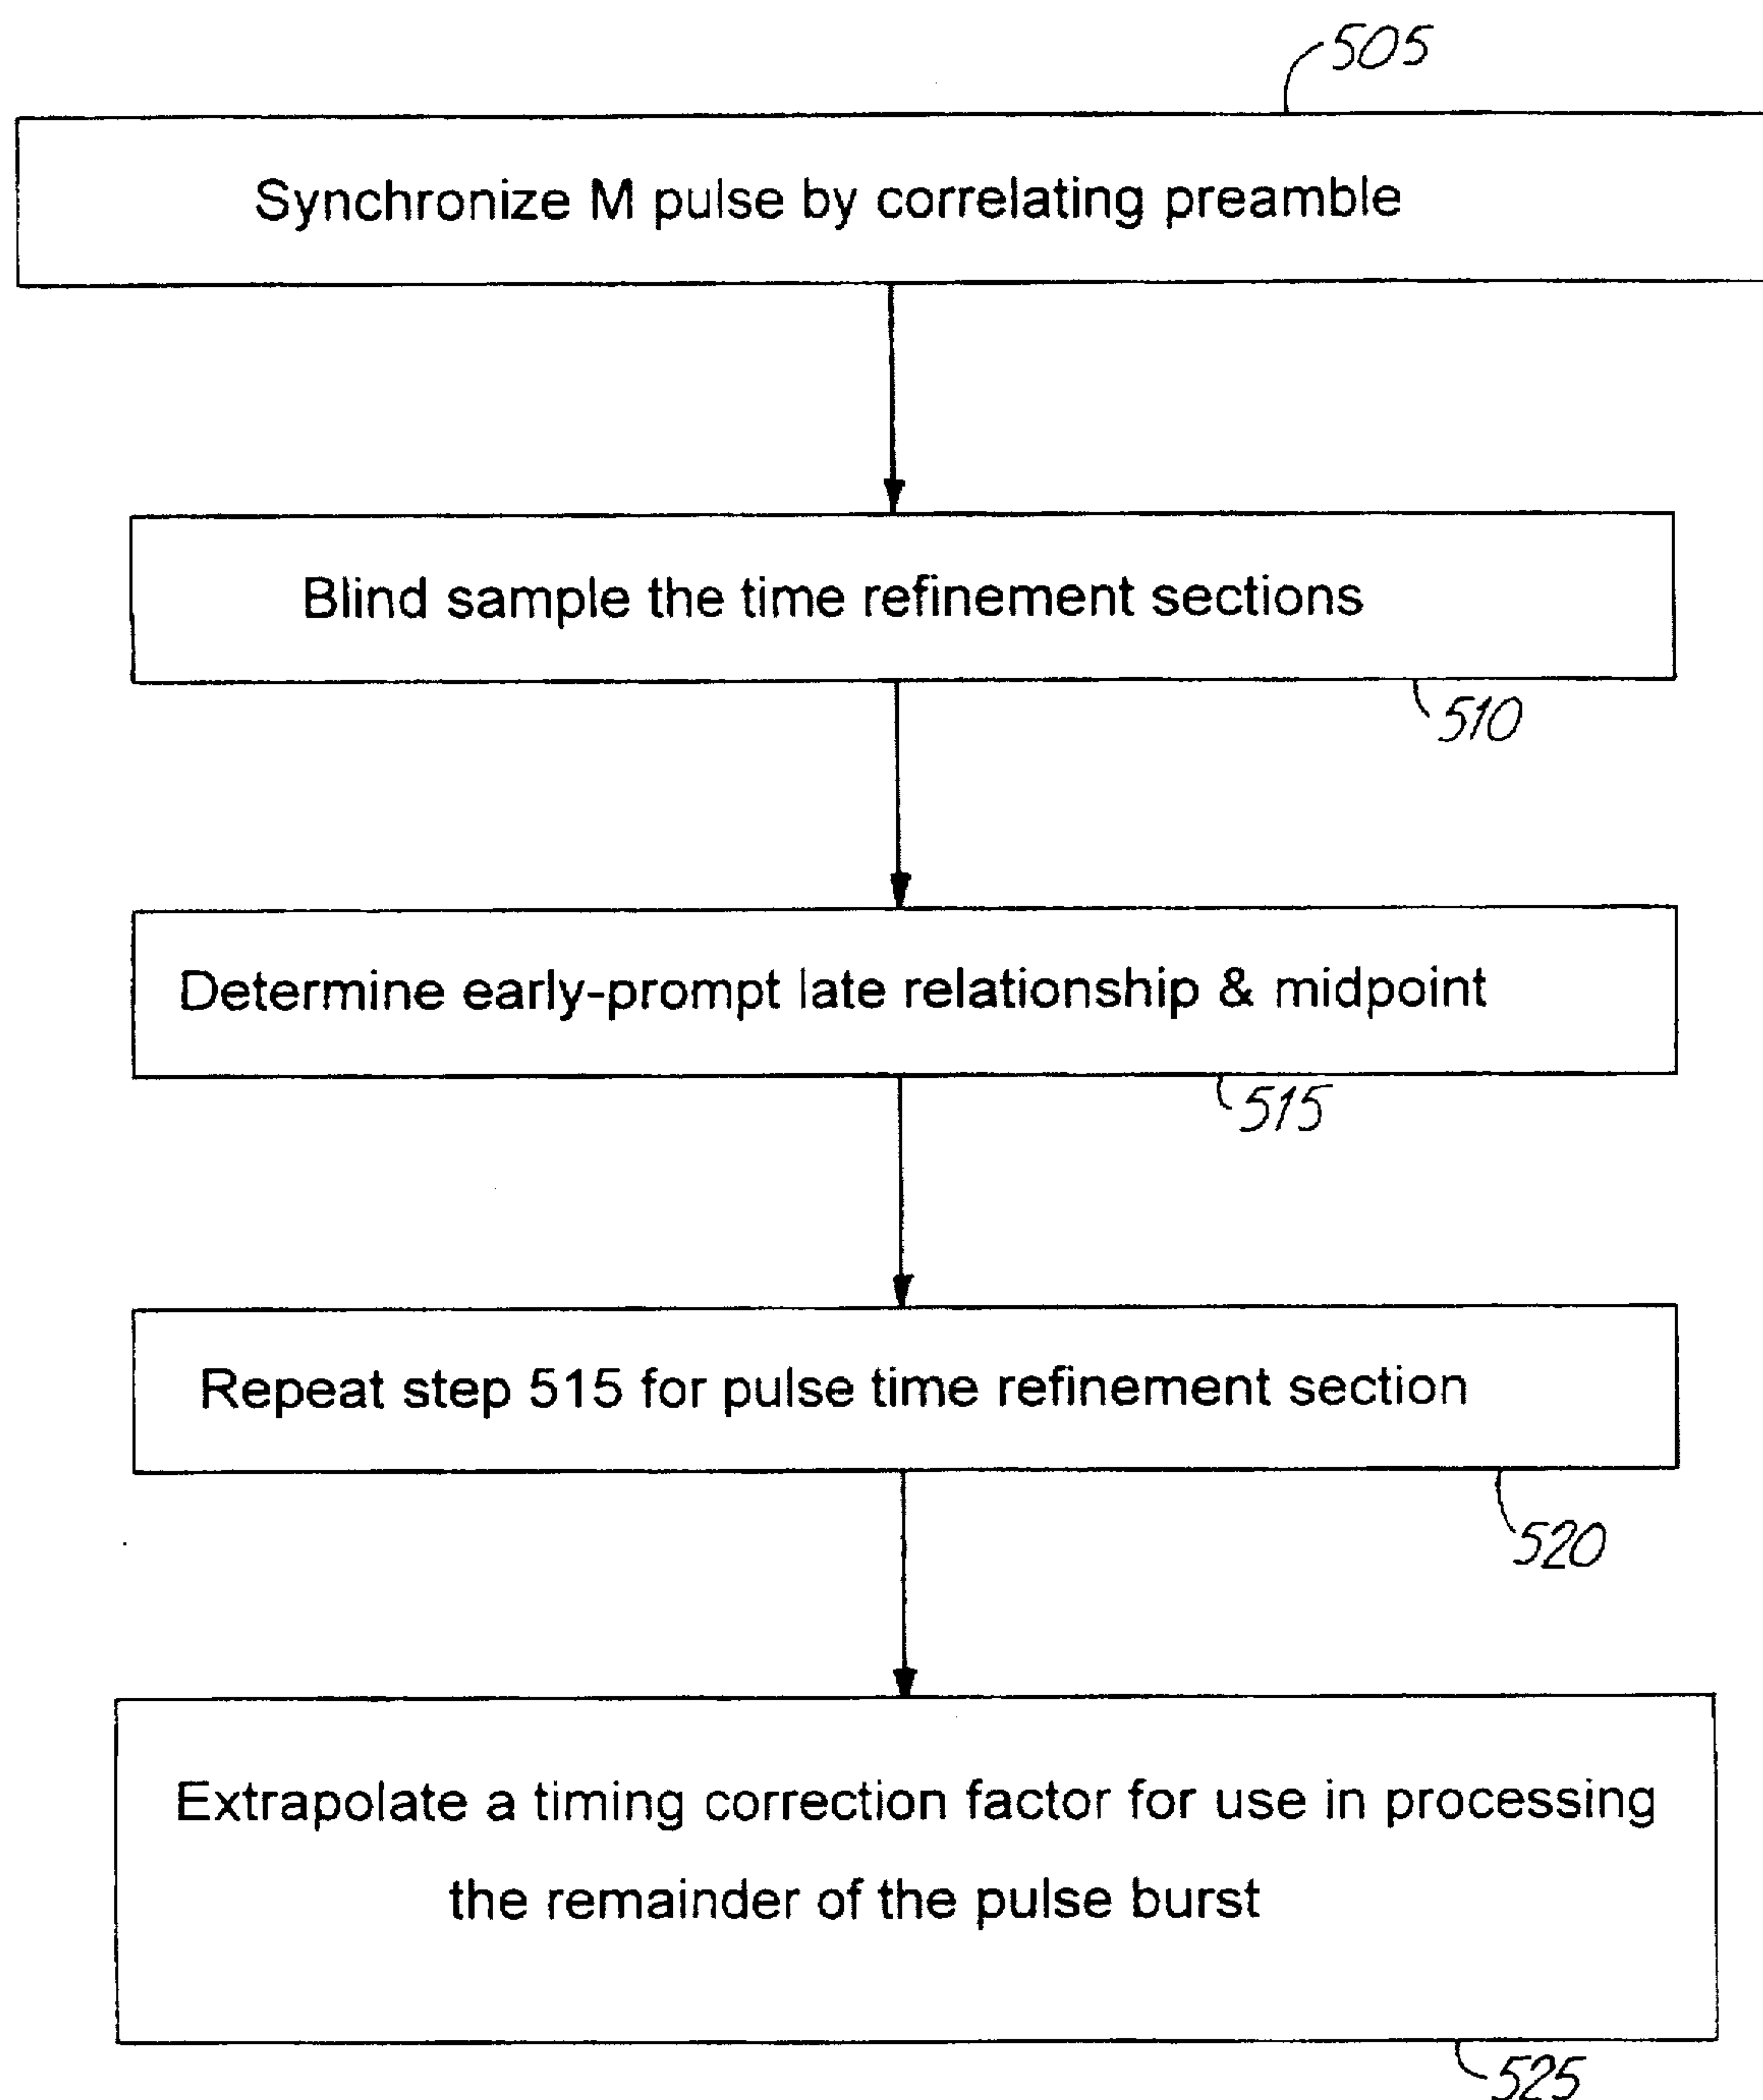 505
Synchronize M pulse by correlating preamble
Blind sample the time refinement sections
510
Determine early-prompt late relationship & midpoint
515
Repeat step 515 for pulse time refinement section
520
Extrapolate a timing correction factor for use in processing
the remainder of the pulse burst
525